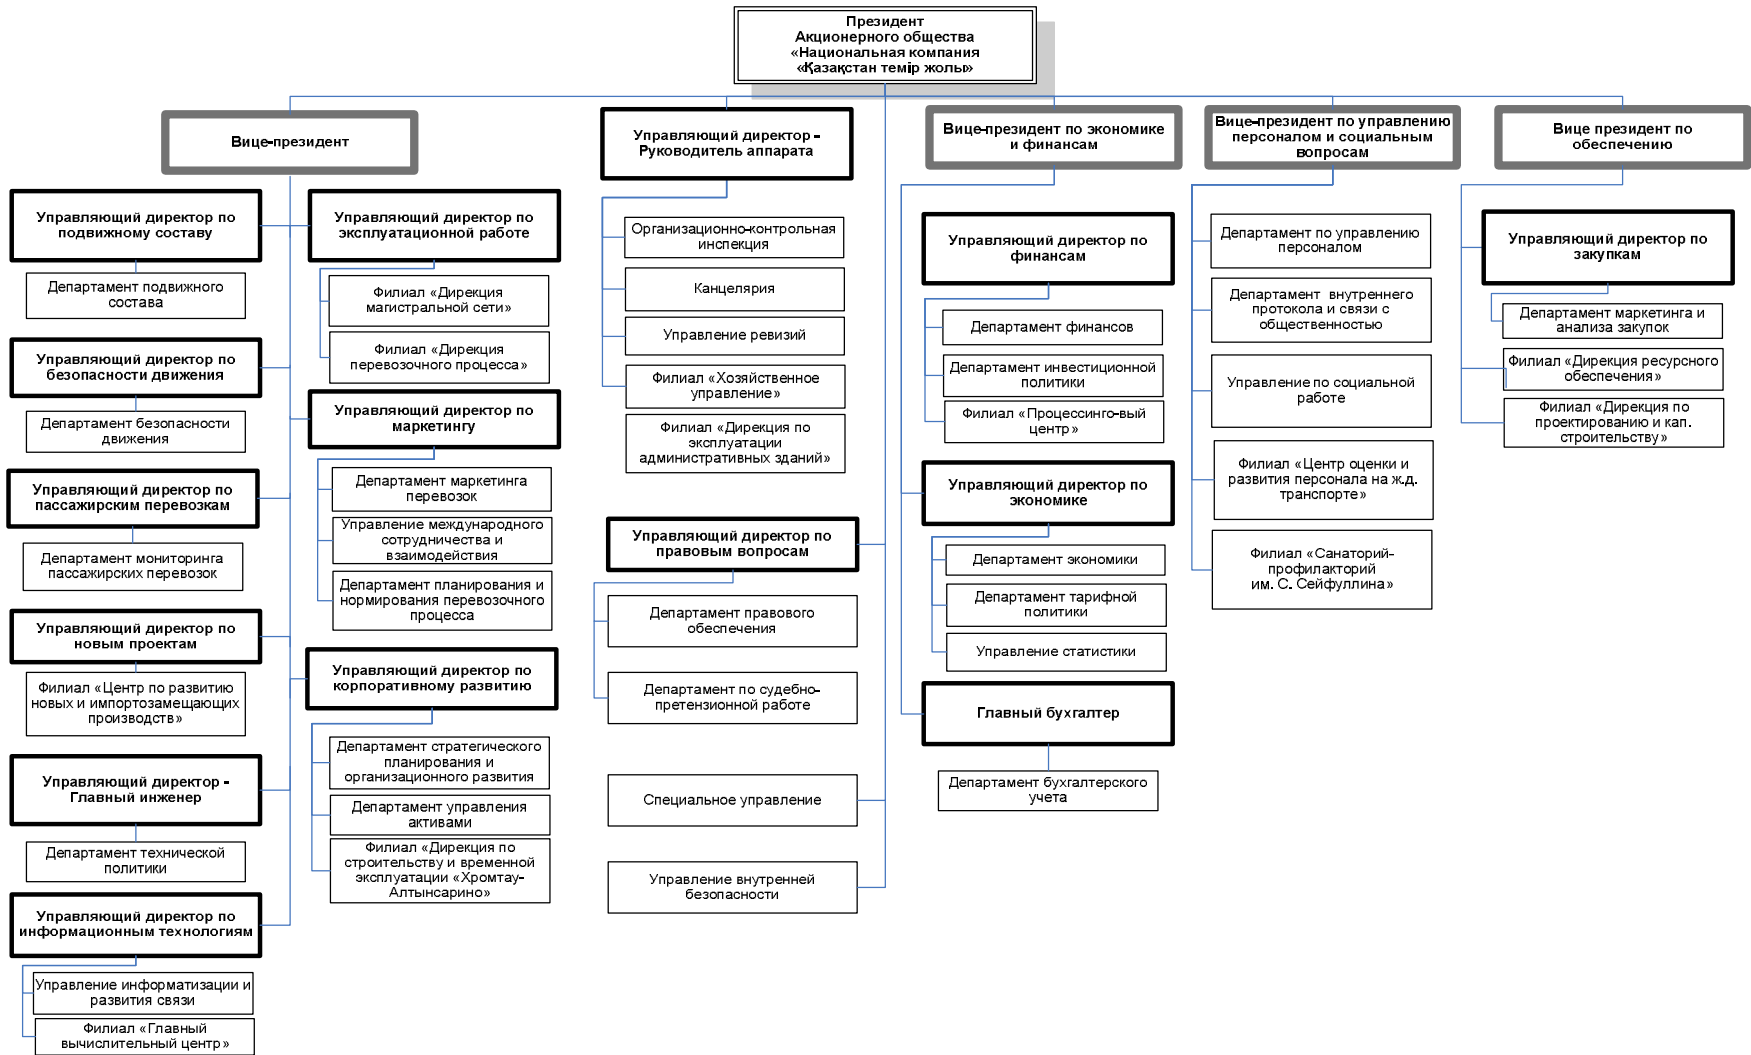 Президент
Акционерного общества
«Национальная компания
«Қазақстан темір жолы»
Вице-президент
Управляющий директор по
подвижному составу
Департамент подвижного
состава
Управляющий директор по
безопасности движения
Департамент безопасности
движения
Управляющий директор по
пассажирским перевозкам
Департамент мониторинга
пассажирских перевозок
Управляющий директор по
новым проектам
Филиал «Центр по развитию
новых и импортозамещающих
производств»
Управляющий директор -
Главный инженер
Департамент технической
политики
Управляющий директор по
информационным технологиям
Управление информатизации и
развития связи
Филиал «Главный
вычислительный центр»
Управляющий директор по
эксплуатационной работе
Филиал «Дирекция
магистральной сети»
Филиал «Дирекция
перевозочного процесса»
Управляющий директор по
маркетингу
Департамент маркетинга
перевозок
Управление международного
сотрудничества и
взаимодействия
Департамент планирования и
нормирования перевозочного
процесса
Управляющий директор по
корпоративному развитию
Департамент стратегического
планирования и
организационного развития
Департамент управления
активами
Филиал «Дирекция по
строительству и временной
эксплуатации «Хромтау-
Алтынсарино»
Управляющий директор -
Руководитель аппарата
Организационно-контрольная
инспекция
Канцелярия
Управление ревизий
Филиал «Хозяйственное
управление»
Филиал «Дирекция по
эксплуатации
административных зданий»
Управляющий директор по
правовым вопросам
Департамент правового
обеспечения
Департамент по судебно-
претензионной работе
Специальное управление
Управление внутренней
безопасности
Вице-президент по экономике
и финансам
Управляющий директор по
финансам
Департамент финансов
Департамент инвестиционной
политики
Филиал «Процессинго-вый
центр»
Управляющий директор по
экономике
Департамент экономики
Департамент тарифной
политики
Управление статистики
Главный бухгалтер
Департамент бухгалтерского
учета
Вице-президент по управлению
персоналом и социальным
вопросам
Департамент по управлению
персоналом
Департамент внутреннего
протокола и связи с
общественностью
Управление по социальной
работе
Филиал «Центр оценки и
развития персонала на ж.д.
транспорте»
Филиал «Санаторий-
профилакторий
им. С. Сейфуллина»
Вице президент по
обеспечению
Управляющий директор по
закупкам
Департамент маркетинга и
анализа закупок
Филиал «Дирекция ресурсного
обеспечения»
Филиал «Дирекция по
проектированию и кап.
строительству»